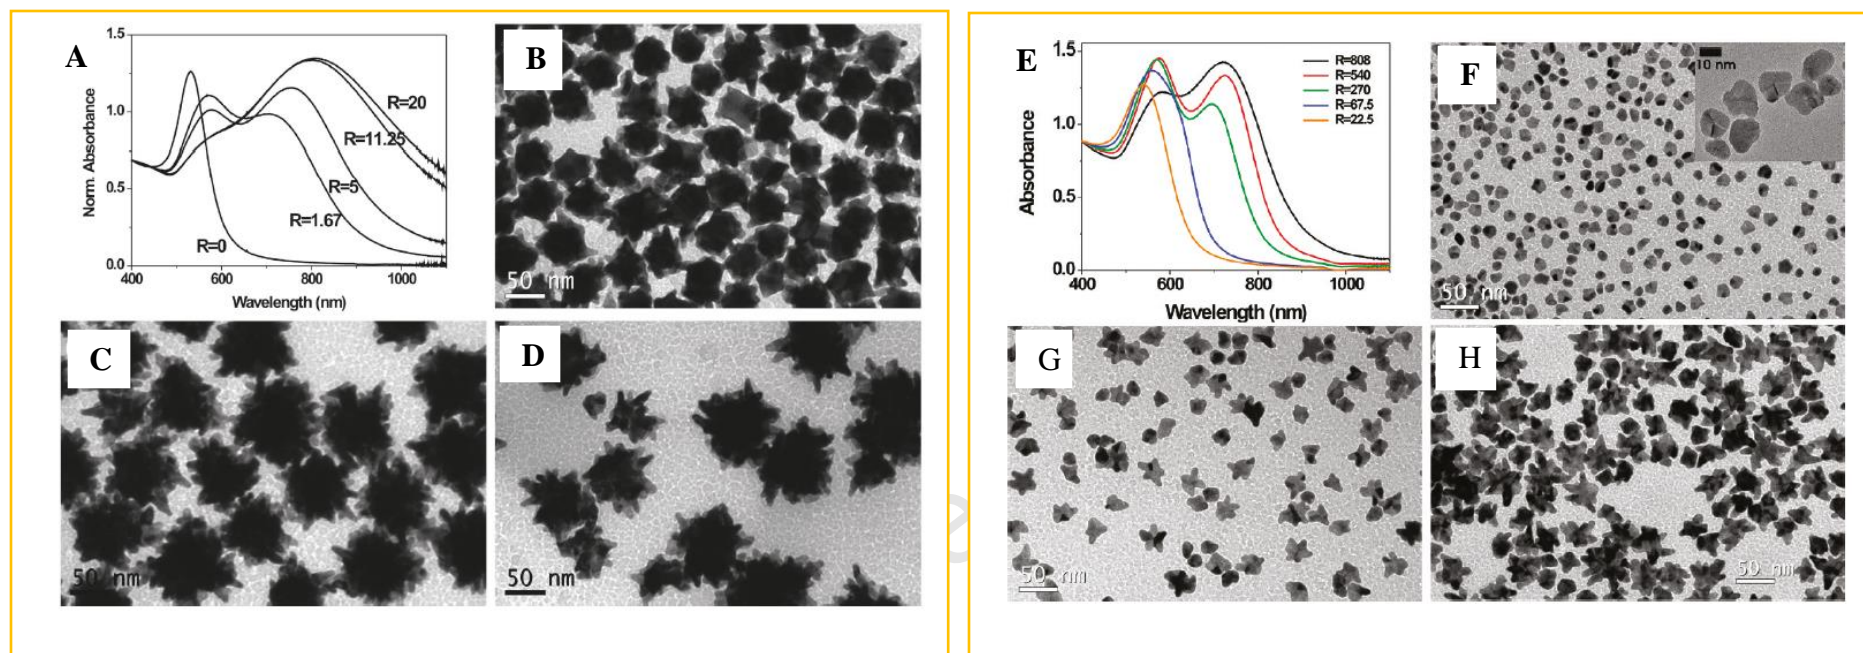 A
1.5
1.0
0.5
0.0
Norm. Absorbance
R=20
R=11.25
R=5
R=1.67
R=0
400
600
800
1000
Wavelength (nm)
B
50 nm
C
50 nm
D
50 nm
E
1.5
1.0
0.5
0.0
Absorbance
R=808
R=540
R=270
R=67.5
R=22.5
400
600
800
1000
Wavelength (nm)
F
10 nm
50 nm
G
50 nm
H
50 nm
e